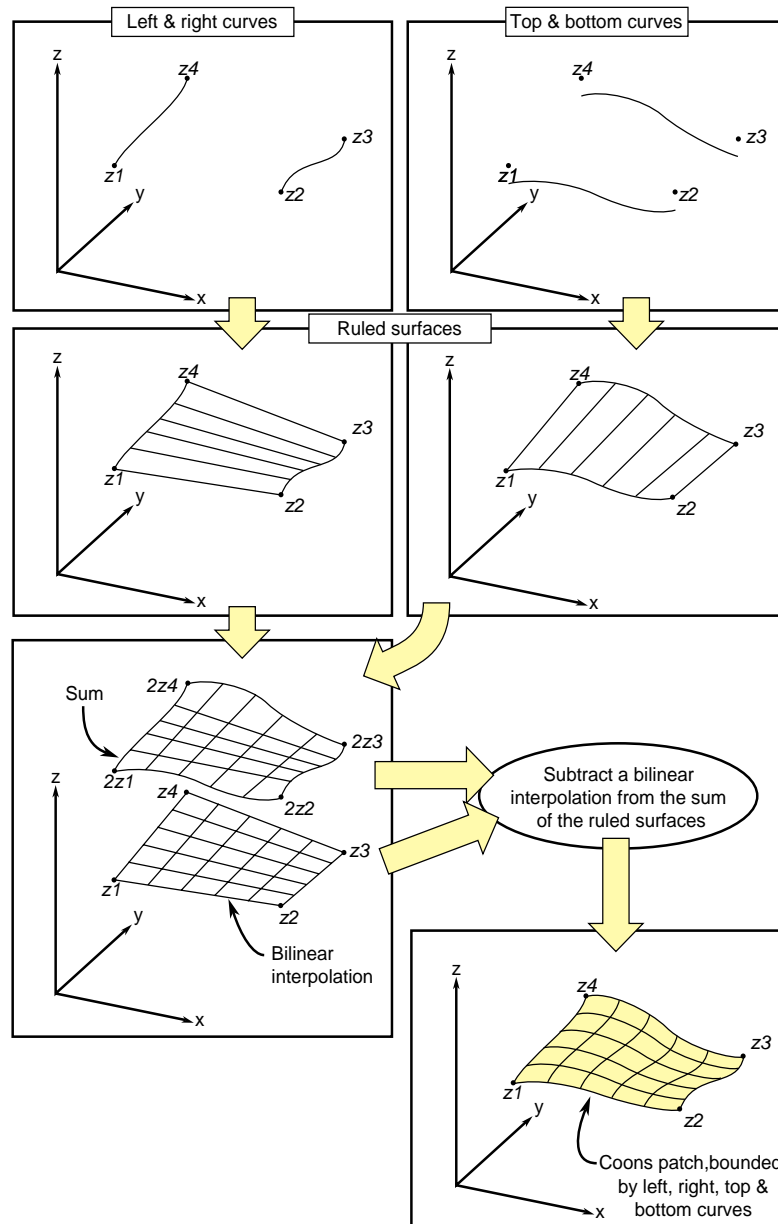 Left & right curves
z
z4
z3
z1
y
z2
x
Top & bottom curves
z
z4
z3
z1
z2
y
x
Ruled surfaces
z
z4
z3
z1
y
z2
x
z
z4
z3
z1
z2
y
x
Sum
2z4
2z3
z
2z1
z4
2z2
z3
z1
z2
y
Bilinear
interpolation
x
Subtract a bilinear
interpolation from the sum
of the ruled surfaces
z
z4
z3
z1
z2
y
Coons patch,bounded
by left, right, top &
bottom curves
x